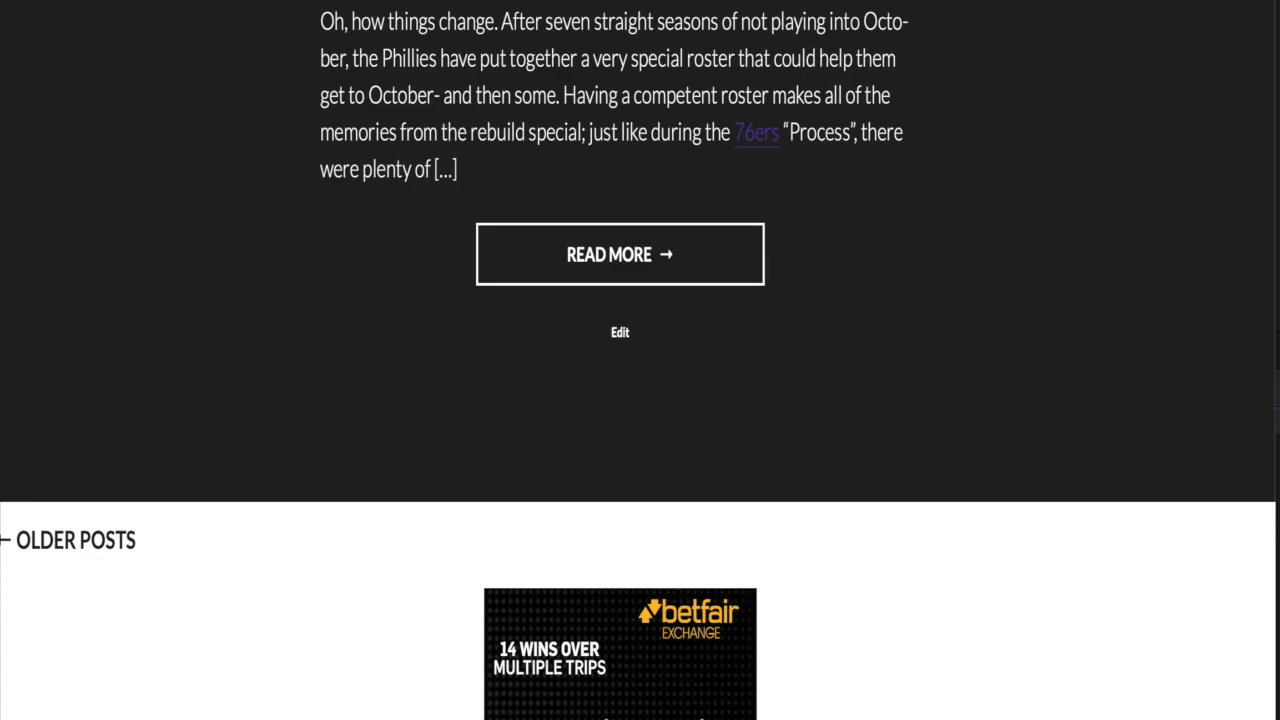 Oh, how things change. After seven straight seasons of not playing into Octo-
ber, the Phillies have put together a very special roster that could help them
get to October- and then some. Having a competent roster makes all of the
memories from the rebuild special; just like during the 76ers “Process”, there
were plenty of [...]
READ MORE →
Edit
← OLDER POSTS
betfair
EXCHANGE
14 WINS OVER
MULTIPLE TRIPS